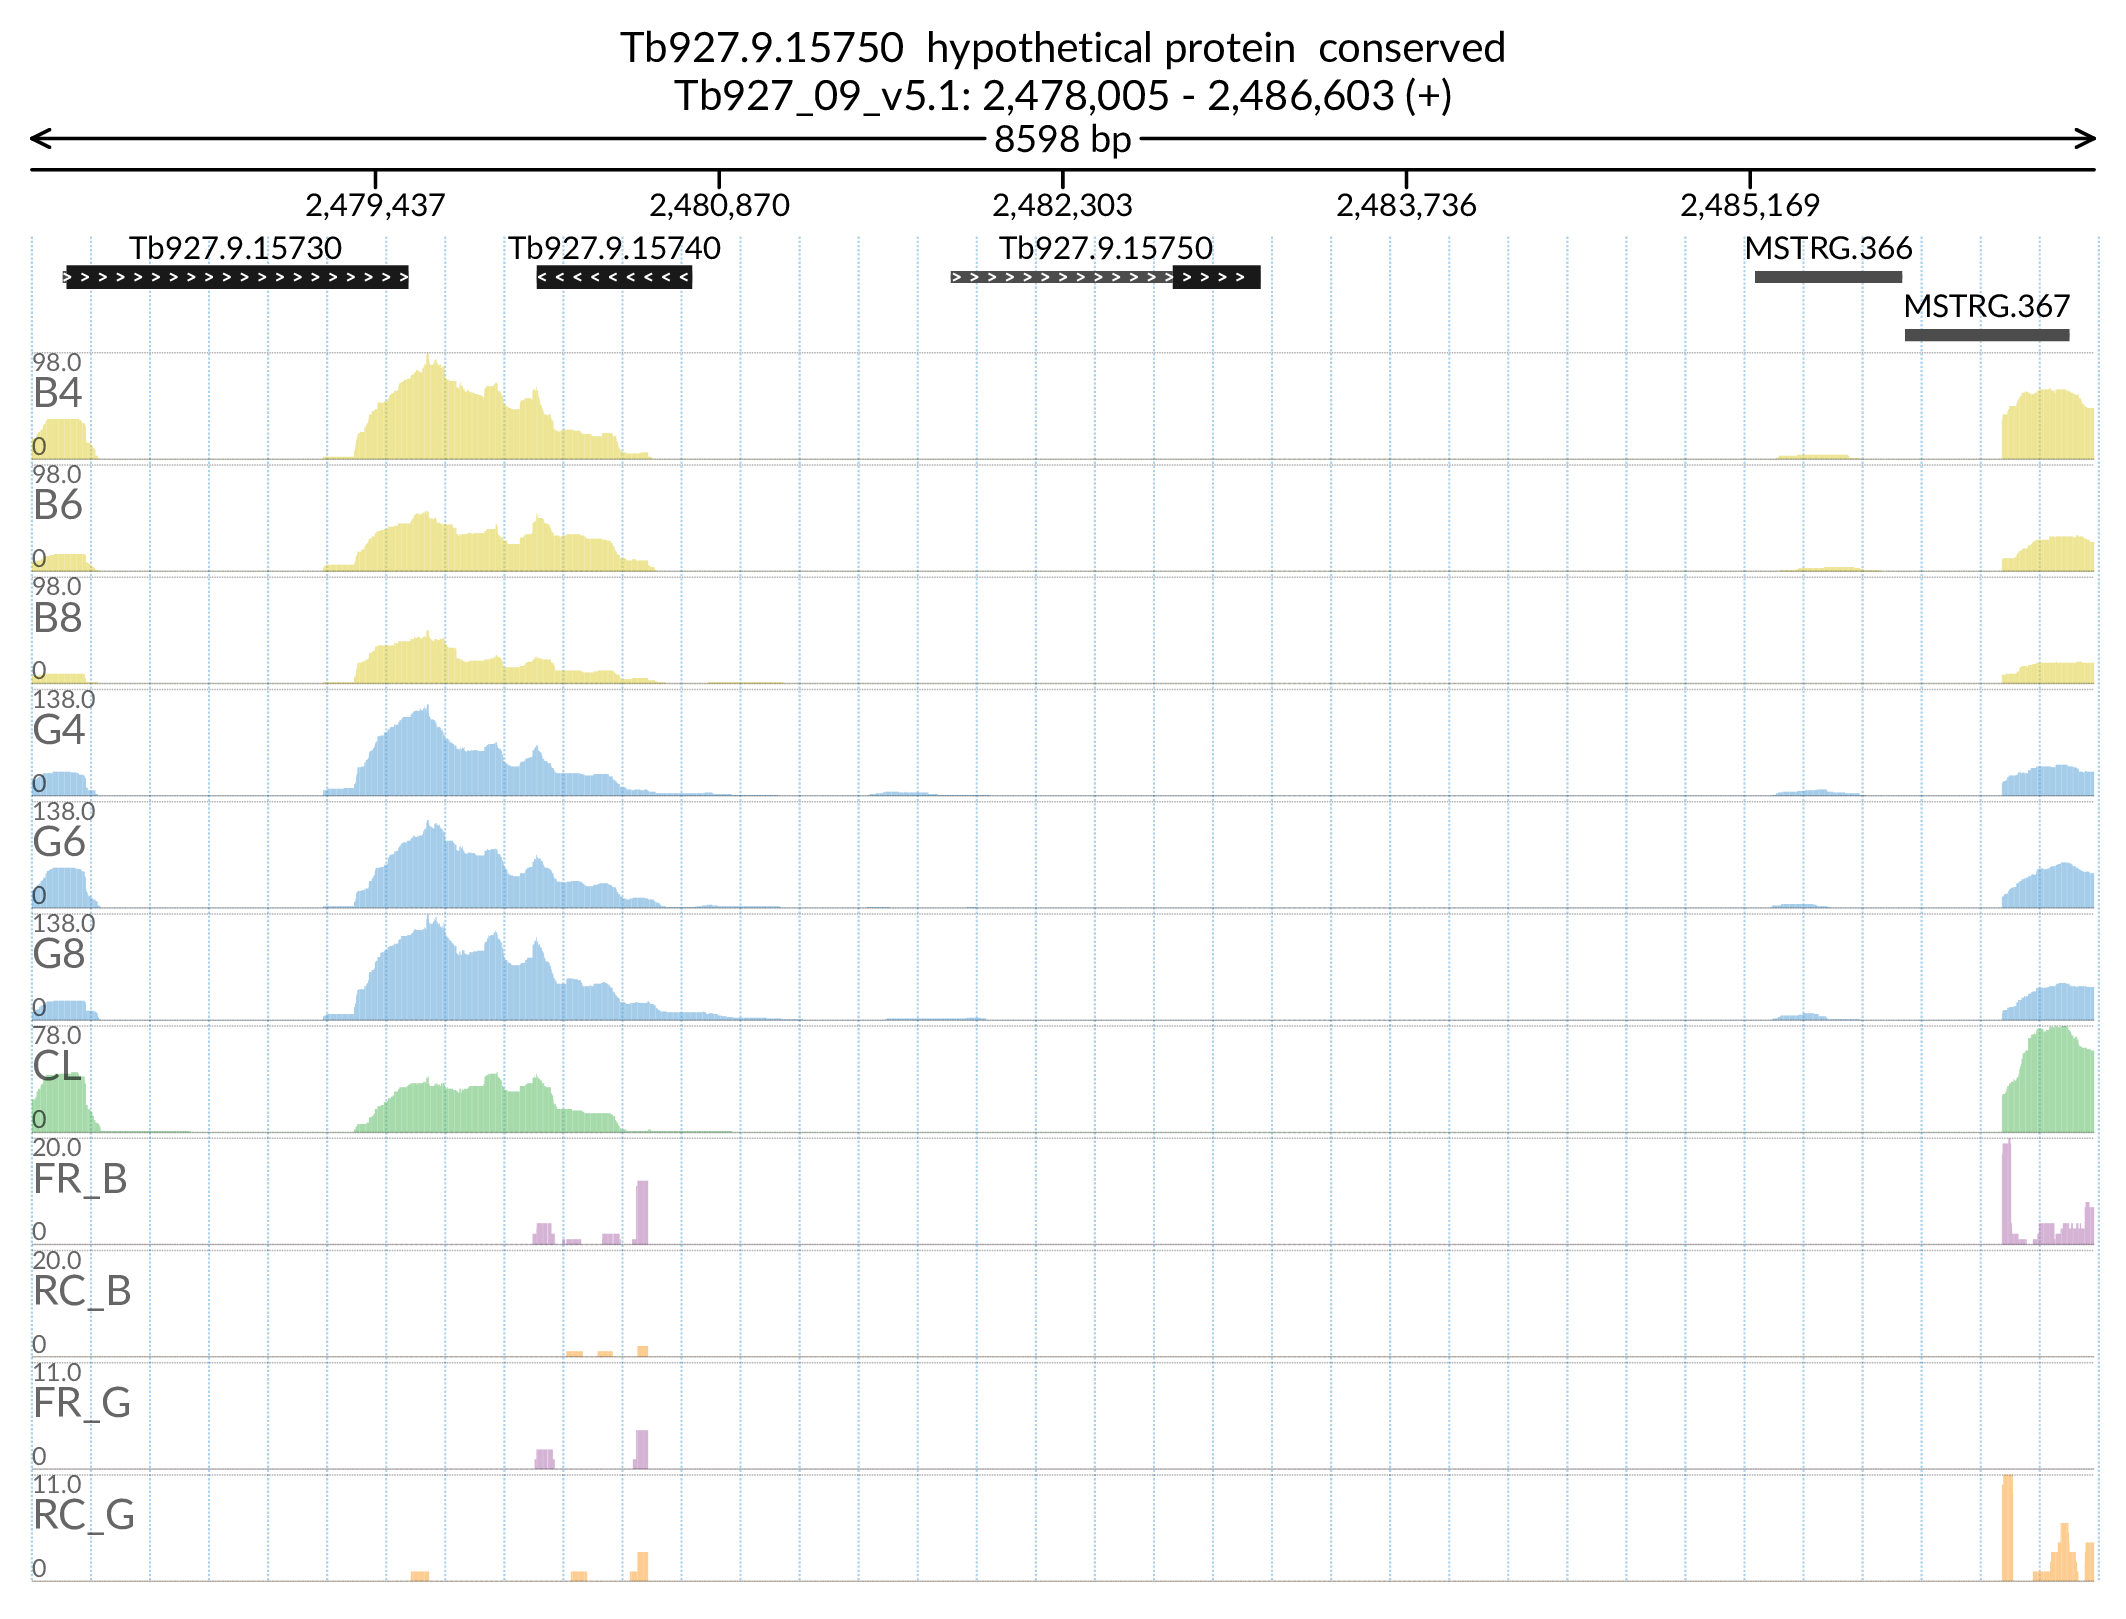 Tb927.9.15750 hypothetical protein conserved
Tb927_09_v5.1: 2,478,005 - 2,486,603 (+)
8598 bp
2,479,437 2,480,870 2,482,303 2,483,736 2,485,169
Tb927.9.15730 Tb927.9.15740 Tb927.9.15750 MSTRG.366
MSTRG.367
98.0
B4
0
98.0
B6
0
98.0
B8
0
138.0
G4
0
138.0
G6
0
138.0
G8
0
78.0
CL
0
20.0
FR_B
0
20.0
RC_B
0
11.0
FR_G
0
11.0
RC_G
0